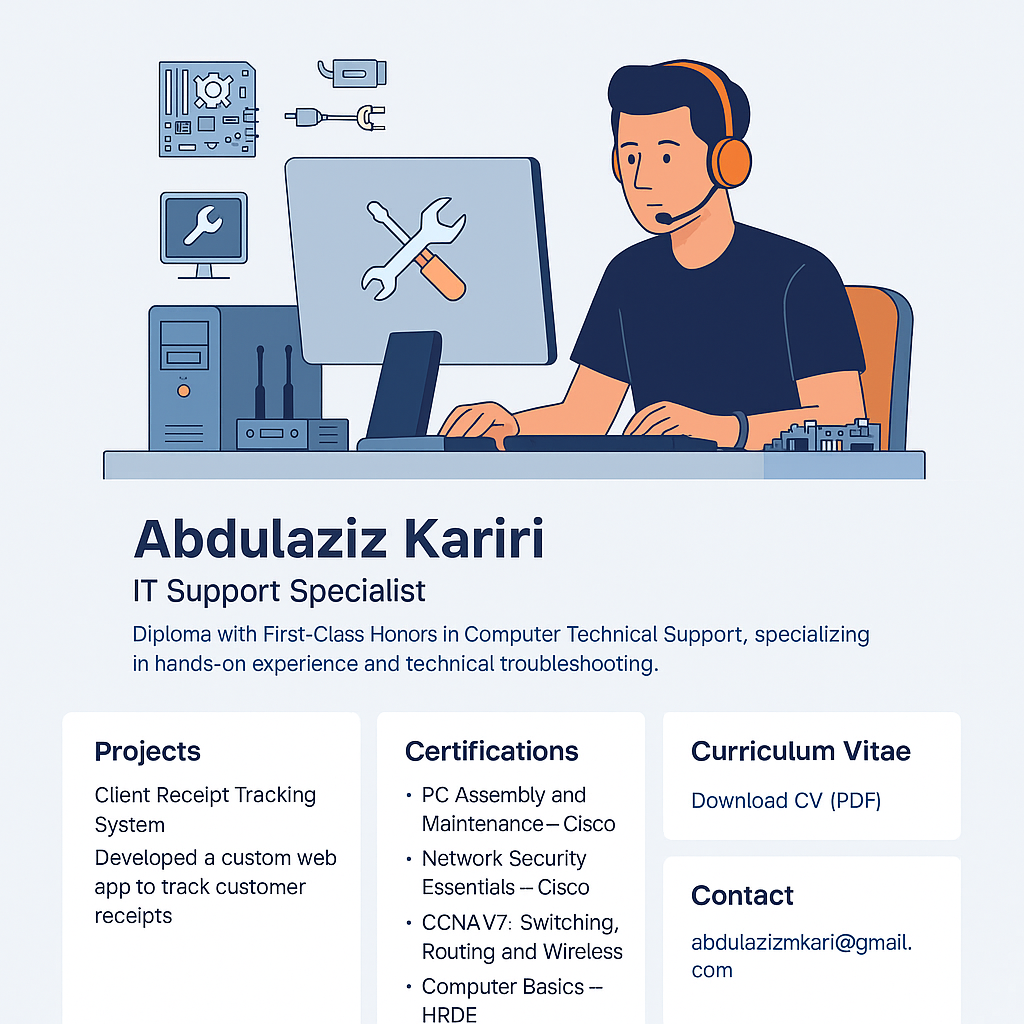 Abdulaziz Kariri
IT Support Specialist
Diploma with First-Class Honors in Computer Technical Support, specializing
in hands-on experience and technical troubleshooting.
Projects
Client Receipt Tracking
System
Developed a custom web
app to track customer
receipts
Certifications
• PC Assembly and
Maintenance – Cisco
• Network Security
Essentials -- Cisco
• CCNAV7: Switching,
Routing and Wireless
• Computer Basics --
HRDE
Curriculum Vitae
Download CV (PDF)
Contact
abdulazizmkari@gmail.
com